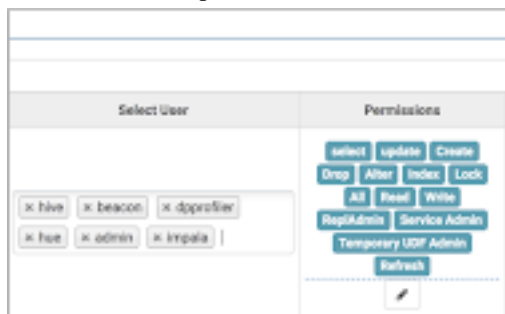 Select User Permissions
select update Create
Drop Alter Index Lock
All Read Write
× hive × beacon × dpprofiler
ReplAdmin Service Admin
× hue × admin × impala
Temporary UDF Admin
Refresh